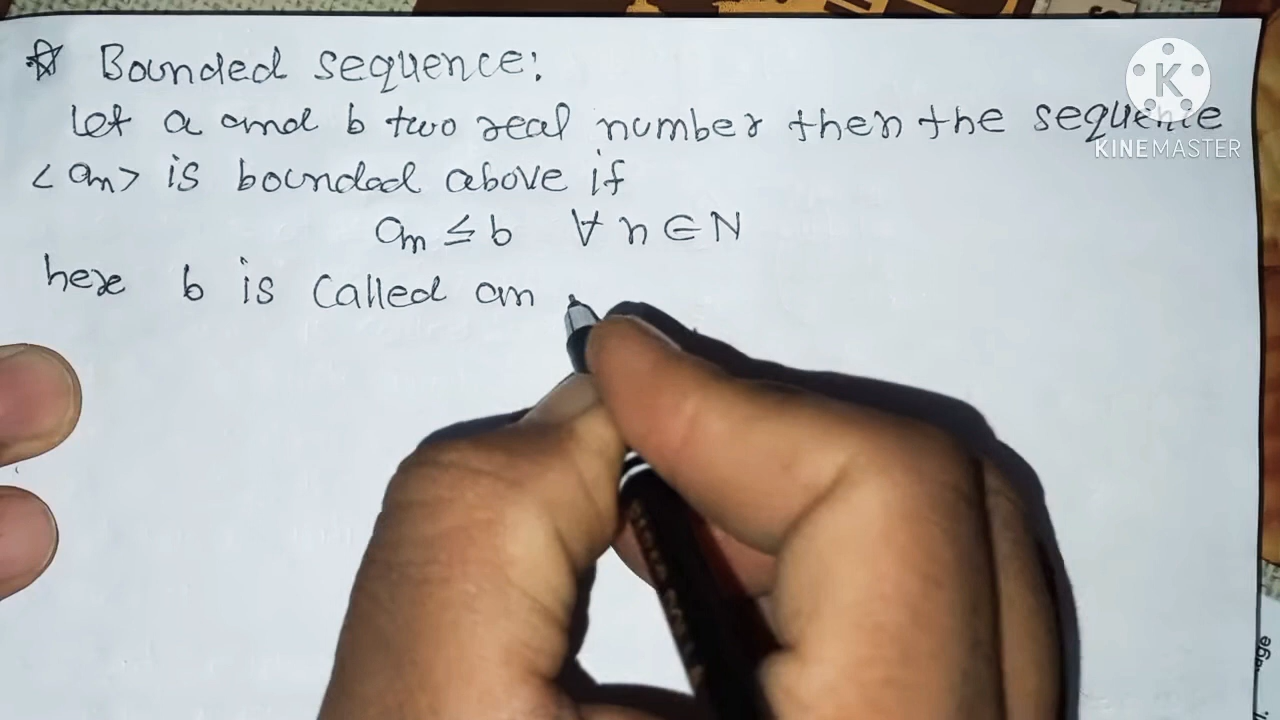 ☆ Bounded sequence:
K
let a and b two real number then the sequence
KINEMASTER
<an> is bounded above if
an ≤ b ∀ n ∈ N
here b is called an